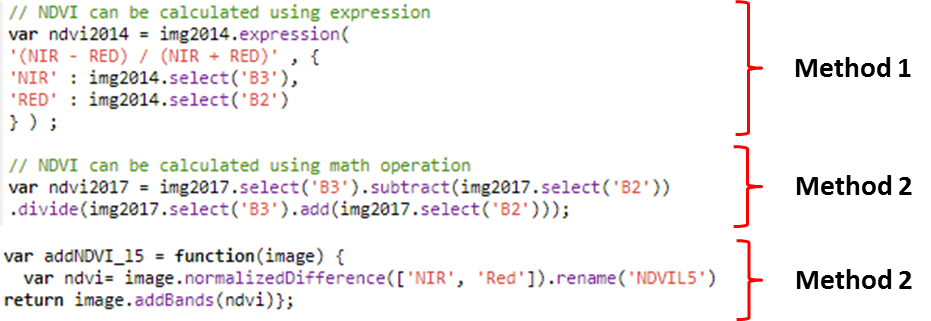 // NDVI can be calculated using expression
var ndvi2014 = img2014.expression(
'(NIR - RED) / (NIR + RED)' , {
'NIR' : img2014.select('B3'),
'RED' : img2014.select('B2')
} ) ;
Method 1
// NDVI can be calculated using math operation
var ndvi2017 = img2017.select('B3').subtract(img2017.select('B2'))
.divide(img2017.select('B3').add(img2017.select('B2')));
Method 2
var addNDVI_l5 = function(image) {
var ndvi= image.normalizedDifference(['NIR', 'Red']).rename('NDVIL5')
return image.addBands(ndvi)};
Method 2